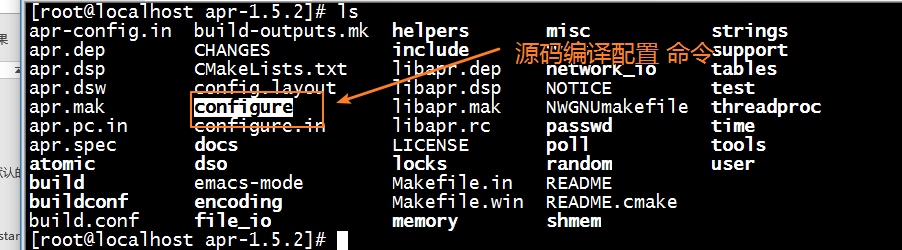 [root@localhost apr-1.5.2]# ls
apr-config.in build-outputs.mk helpers misc strings
apr.dep CHANGES include support
apr.dsp CMakeLists.txt libapr.dep network_io tables
apr.dsw config.layout libapr.dsp NOTICE test
apr.mak configure libapr.mak NWGNUmakefile threadproc
apr.pc.in configure.in libapr.rc passwd time
apr.spec docs LICENSE poll tools
atomic dso locks random user
build emacs-mode Makefile.in README
buildconf encoding Makefile.win README.cmake
build.conf file_io memory shmem
[root@localhost apr-1.5.2]#
源码编译配置 命令
果
认的
stan